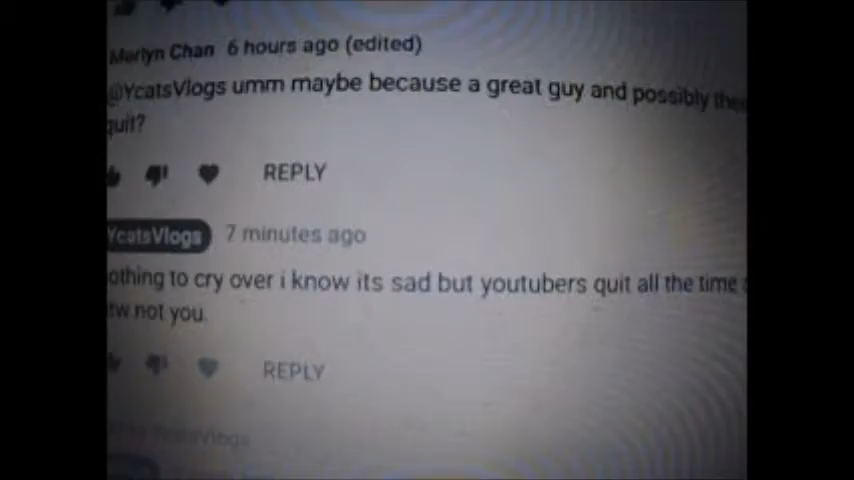 Merlyn Chan 6 hours ago (edited)
@YcatsVlogs umm maybe because a great guy and possibly
quit?
REPLY
YcatsVlogs 7 minutes ago
othing to cry over i know its sad but youtubers quit all the time
tw not you.
REPLY